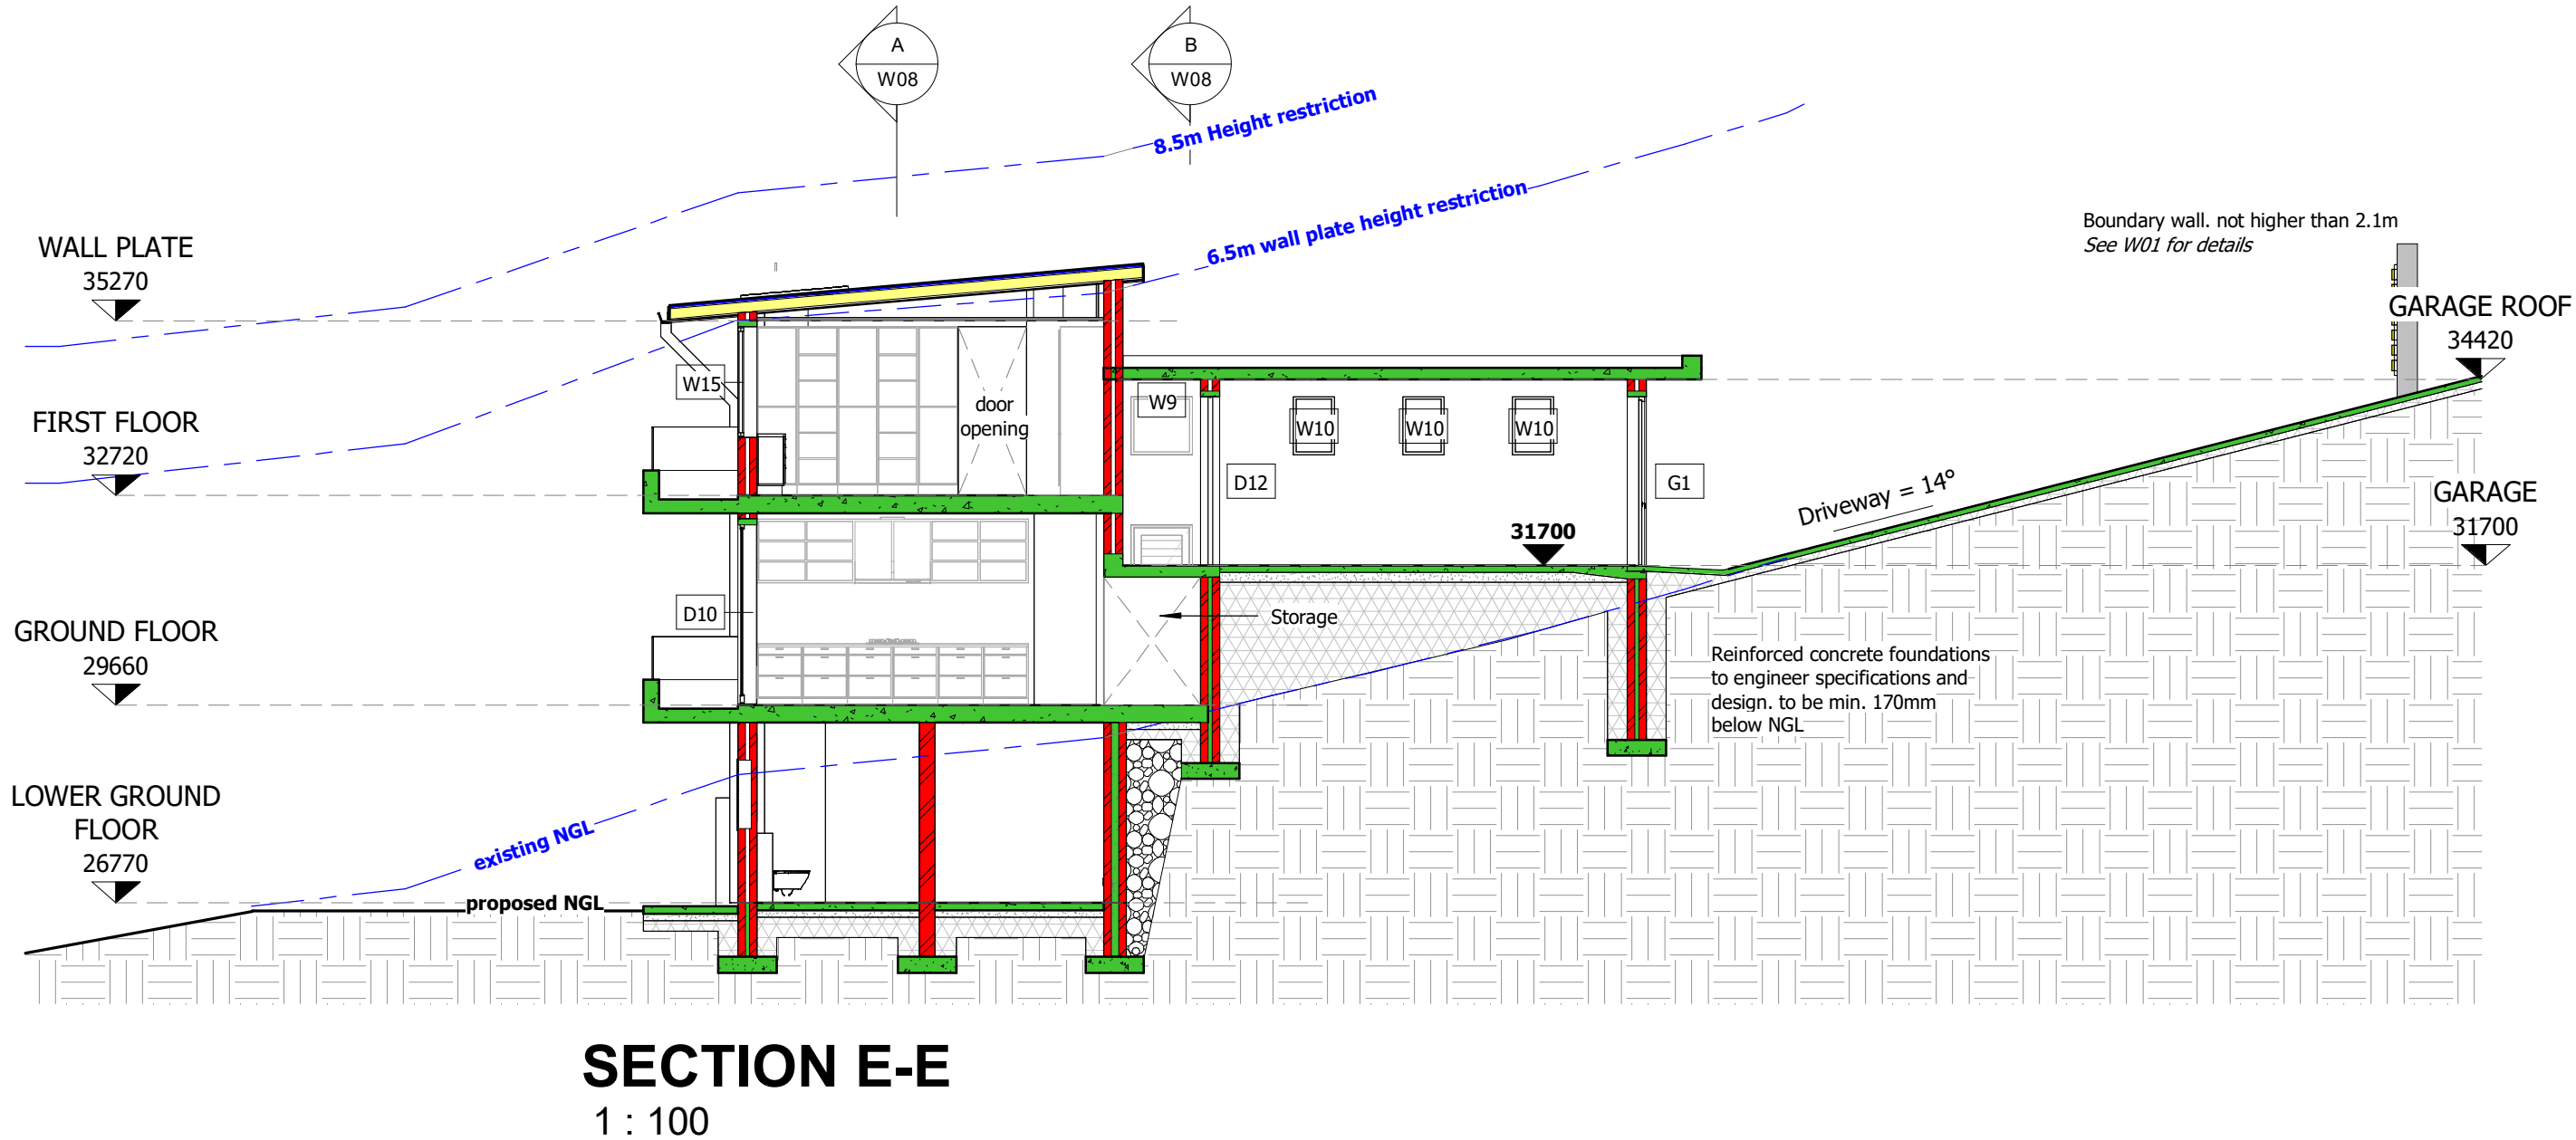 A
W08
B
W08
8.5m Height restriction
6.5m wall plate height restriction
Boundary wall. not higher than 2.1m
See W01 for details
WALL PLATE
35270
GARAGE ROOF
34420
FIRST FLOOR
32720
W15
door
opening
W9
W10
W10
W10
D12
G1
Driveway = 14°
GARAGE
31700
31700
GROUND FLOOR
29660
D10
Storage
Reinforced concrete foundations
to engineer specifications and
design. to be min. 170mm
below NGL
LOWER GROUND
FLOOR
26770
existing NGL
proposed NGL
SECTION E-E
1 : 100